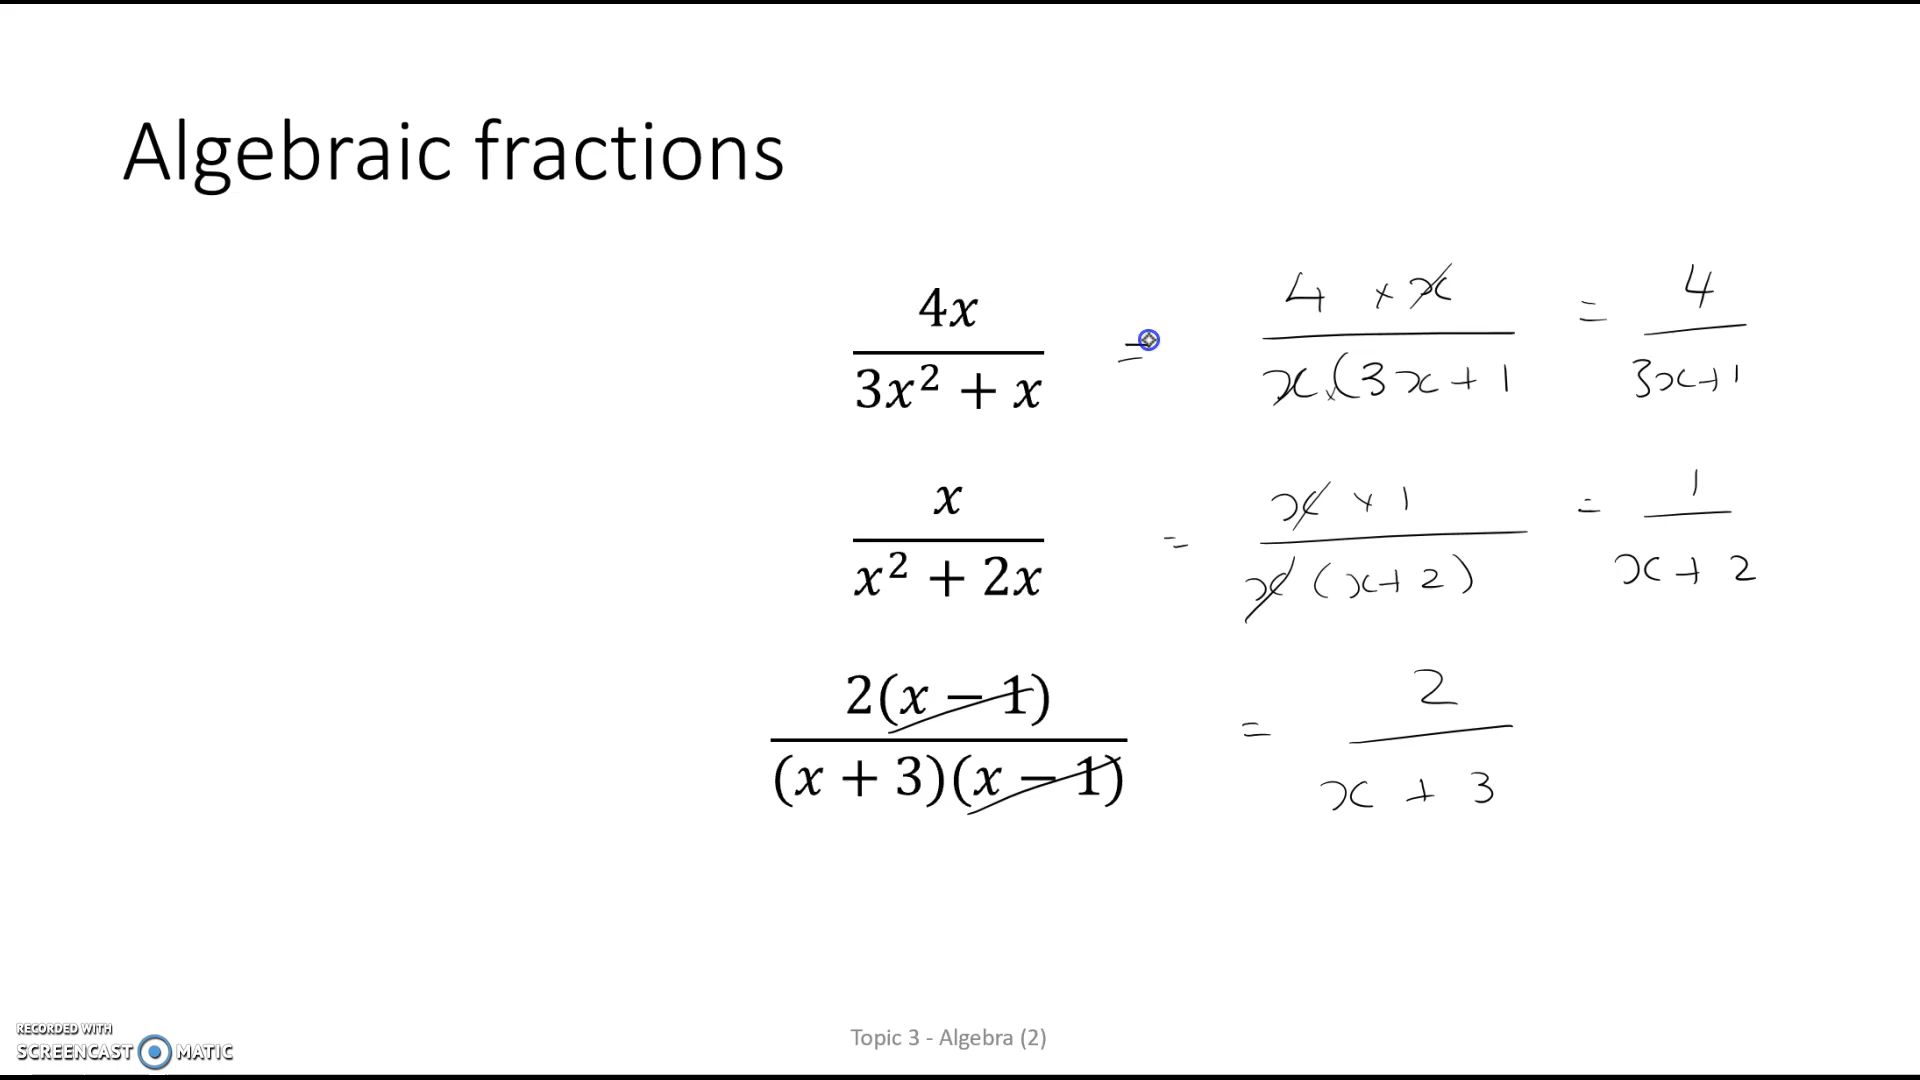 Algebraic fractions
4x / 3x² + x = 4 × x / x × (3x + 1 = 4 / 3x+1
x / x² + 2x = x × 1 / x (x+2) = 1 / x + 2
2(x − 1) / (x + 3)(x − 1) = 2 / x + 3
Topic 3 - Algebra (2)
RECORDED WITH
SCREENCAST MATIC